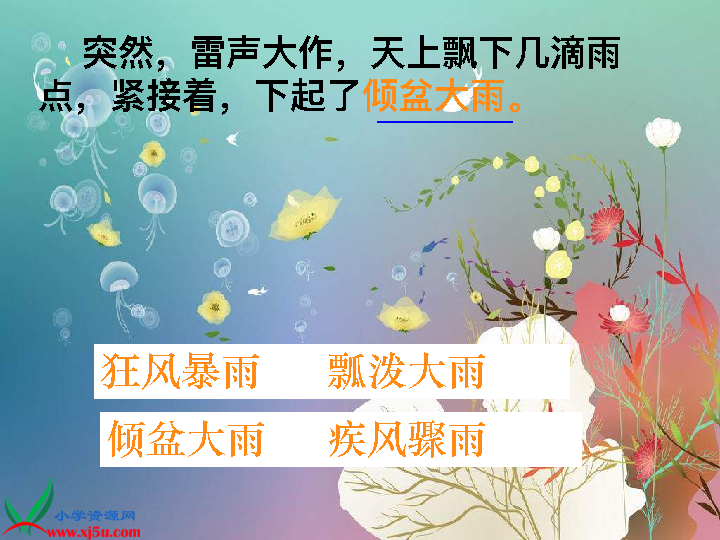 突然，雷声大作，天上飘下几滴雨
点，紧接着，下起了倾盆大雨。
狂风暴雨 瓢泼大雨
倾盆大雨 疾风骤雨
小学资源网
www.xj5u.com